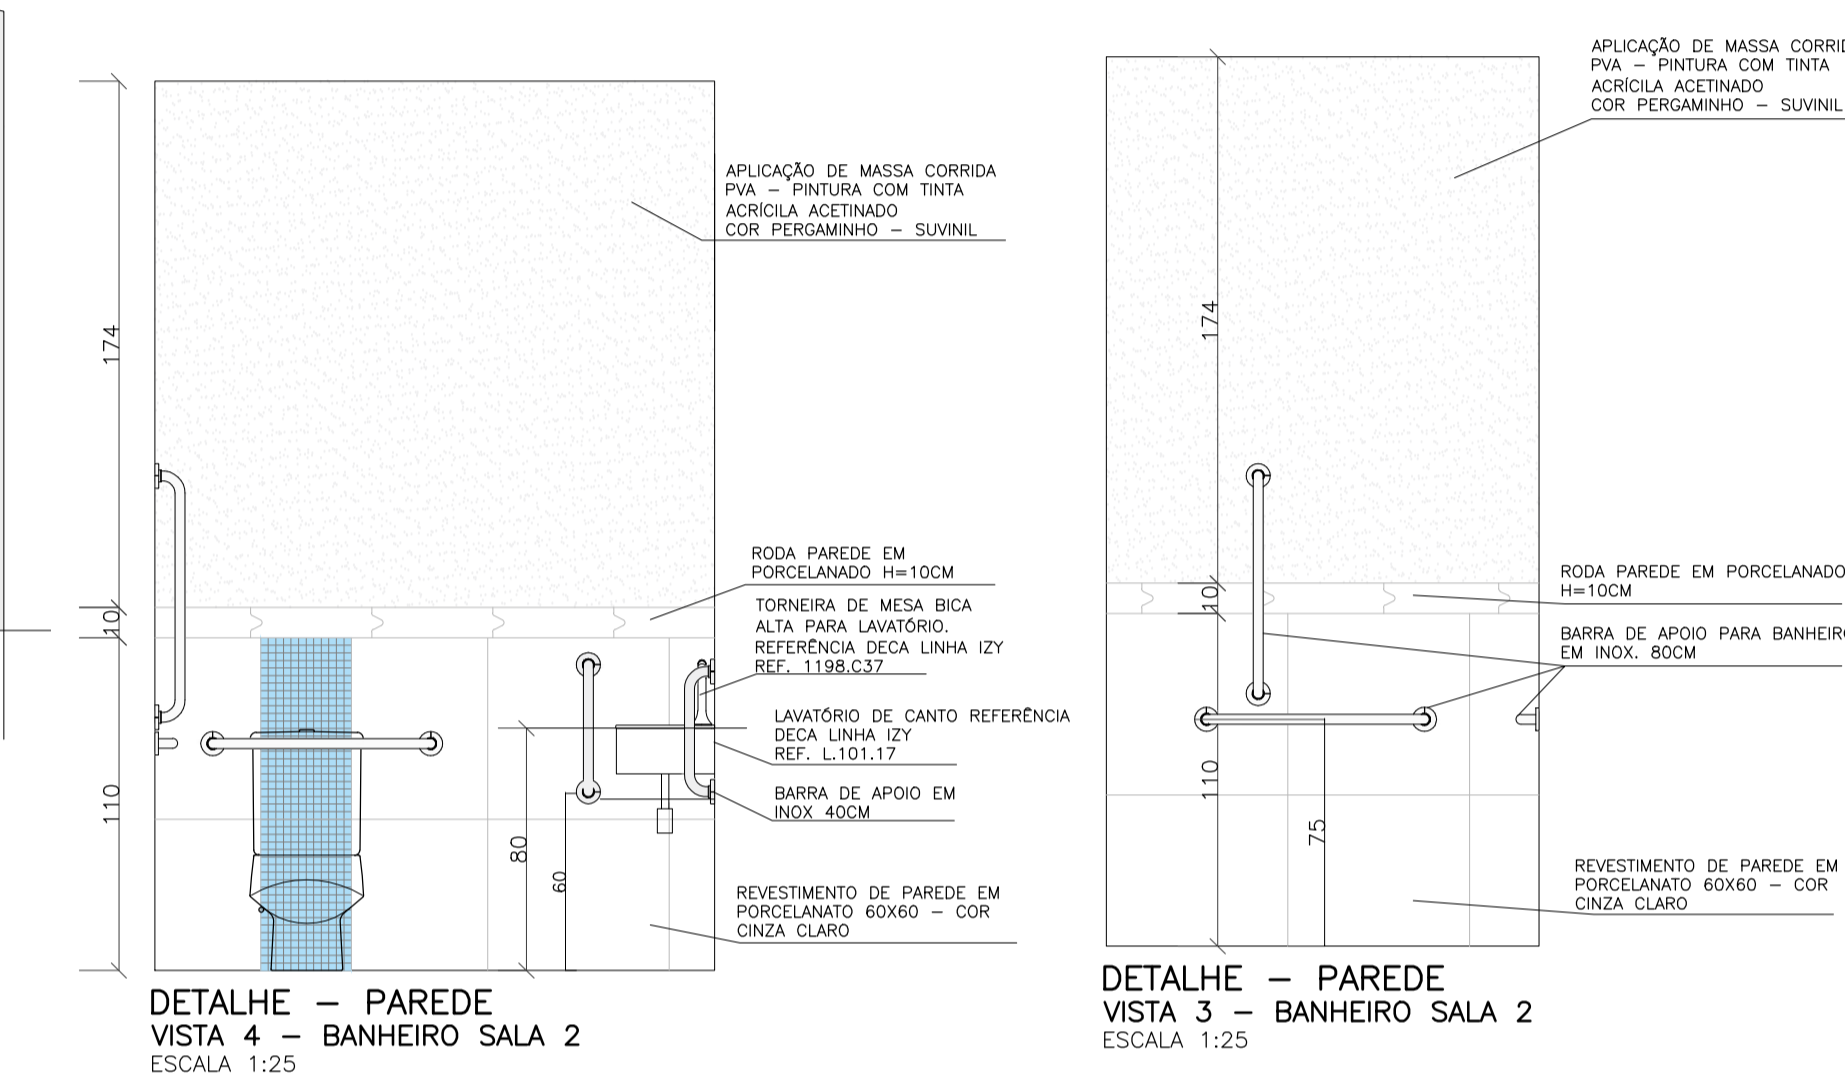 APLICAÇÃO DE MASSA CORRIDA
PVA – PINTURA COM TINTA
ACRÍCILA ACETINADO
COR PERGAMINHO – SUVINIL
174
10
110
RODA PAREDE EM
PORCELANADO H=10CM
TORNEIRA DE MESA BICA
ALTA PARA LAVATÓRIO.
REFERÊNCIA DECA LINHA IZY
REF. 1198.C37
LAVATÓRIO DE CANTO REFERÊNCIA
DECA LINHA IZY
REF. L.101.17
BARRA DE APOIO EM
INOX 40CM
80
60
REVESTIMENTO DE PAREDE EM
PORCELANATO 60X60 – COR
CINZA CLARO
DETALHE – PAREDE
VISTA 4 – BANHEIRO SALA 2
ESCALA 1:25
APLICAÇÃO DE MASSA CORRID
PVA – PINTURA COM TINTA
ACRÍCILA ACETINADO
COR PERGAMINHO – SUVINIL
174
10
110
75
RODA PAREDE EM PORCELANADO
H=10CM
BARRA DE APOIO PARA BANHEIRO
EM INOX. 80CM
REVESTIMENTO DE PAREDE EM
PORCELANATO 60X60 – COR
CINZA CLARO
DETALHE – PAREDE
VISTA 3 – BANHEIRO SALA 2
ESCALA 1:25